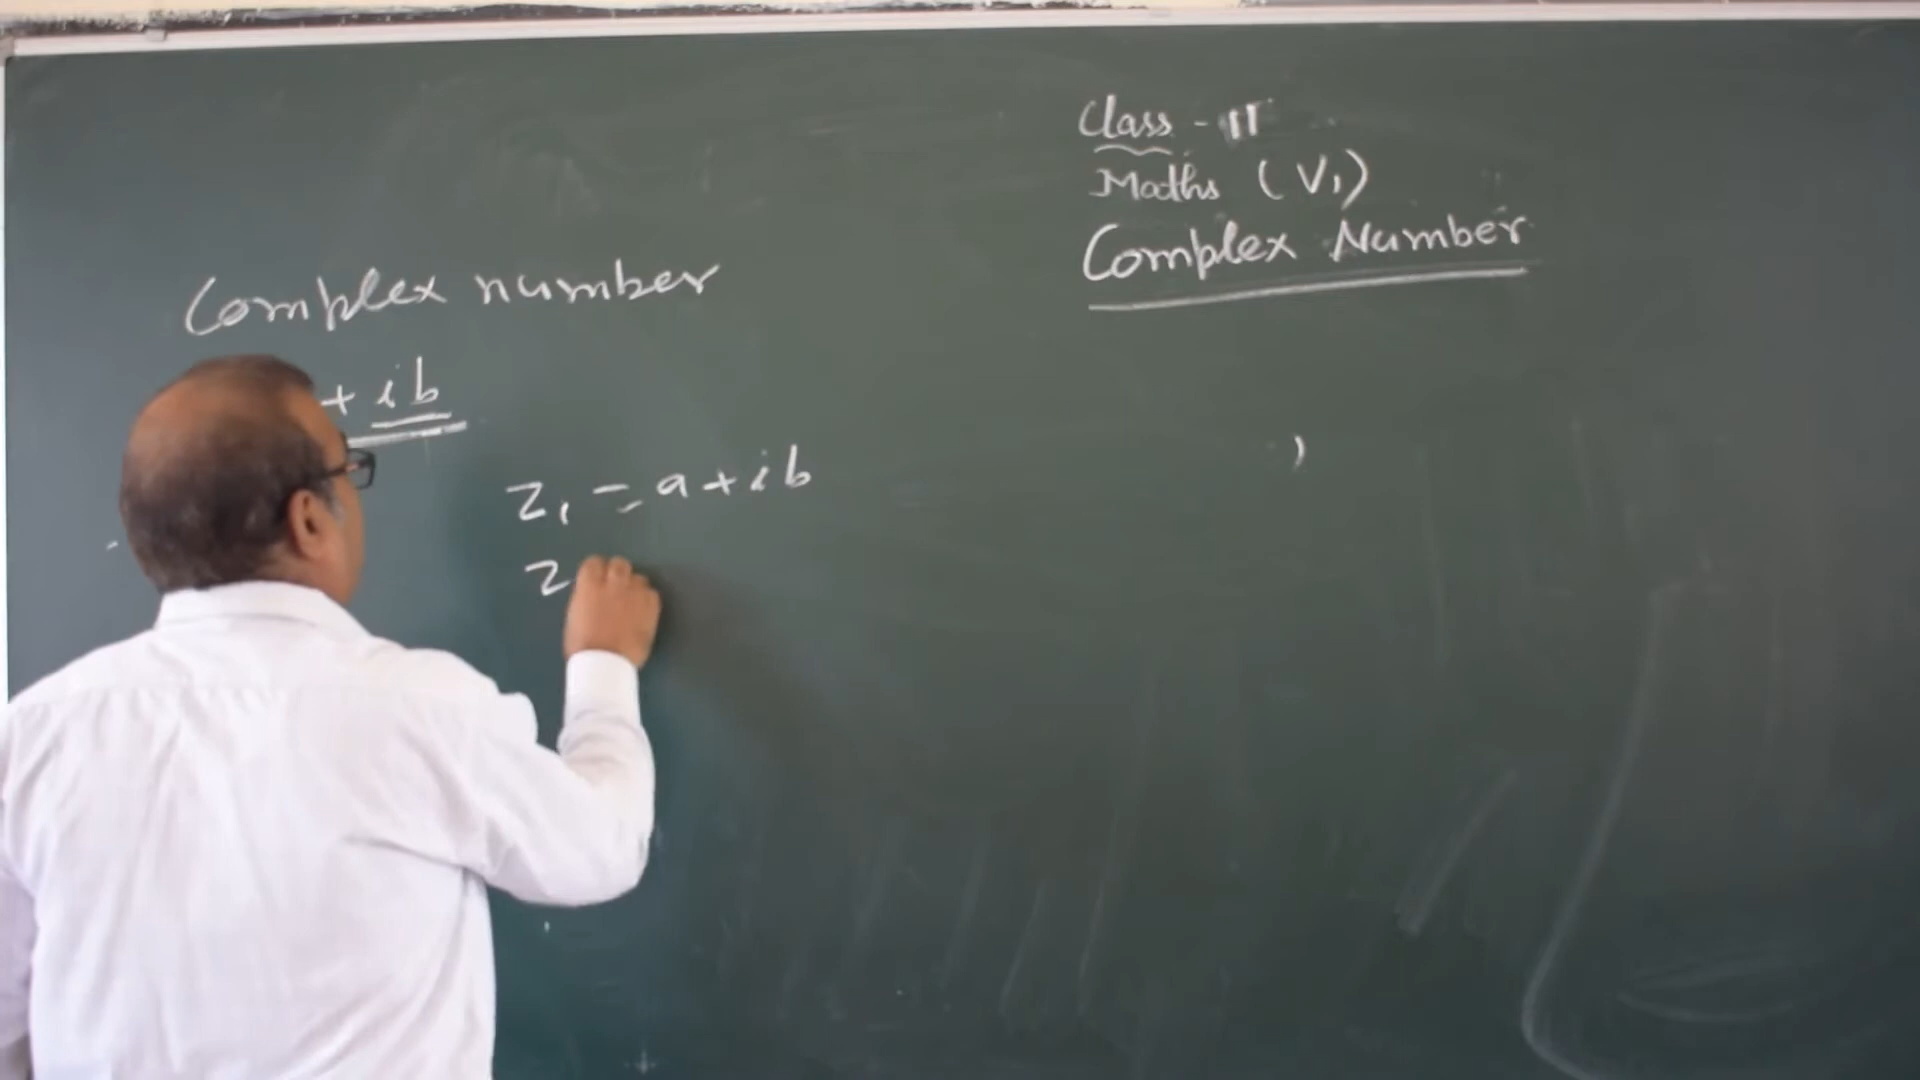 Class - 11
Maths (V1)
Complex Number
Complex number
+ ib
Z1 = a + ib
Z